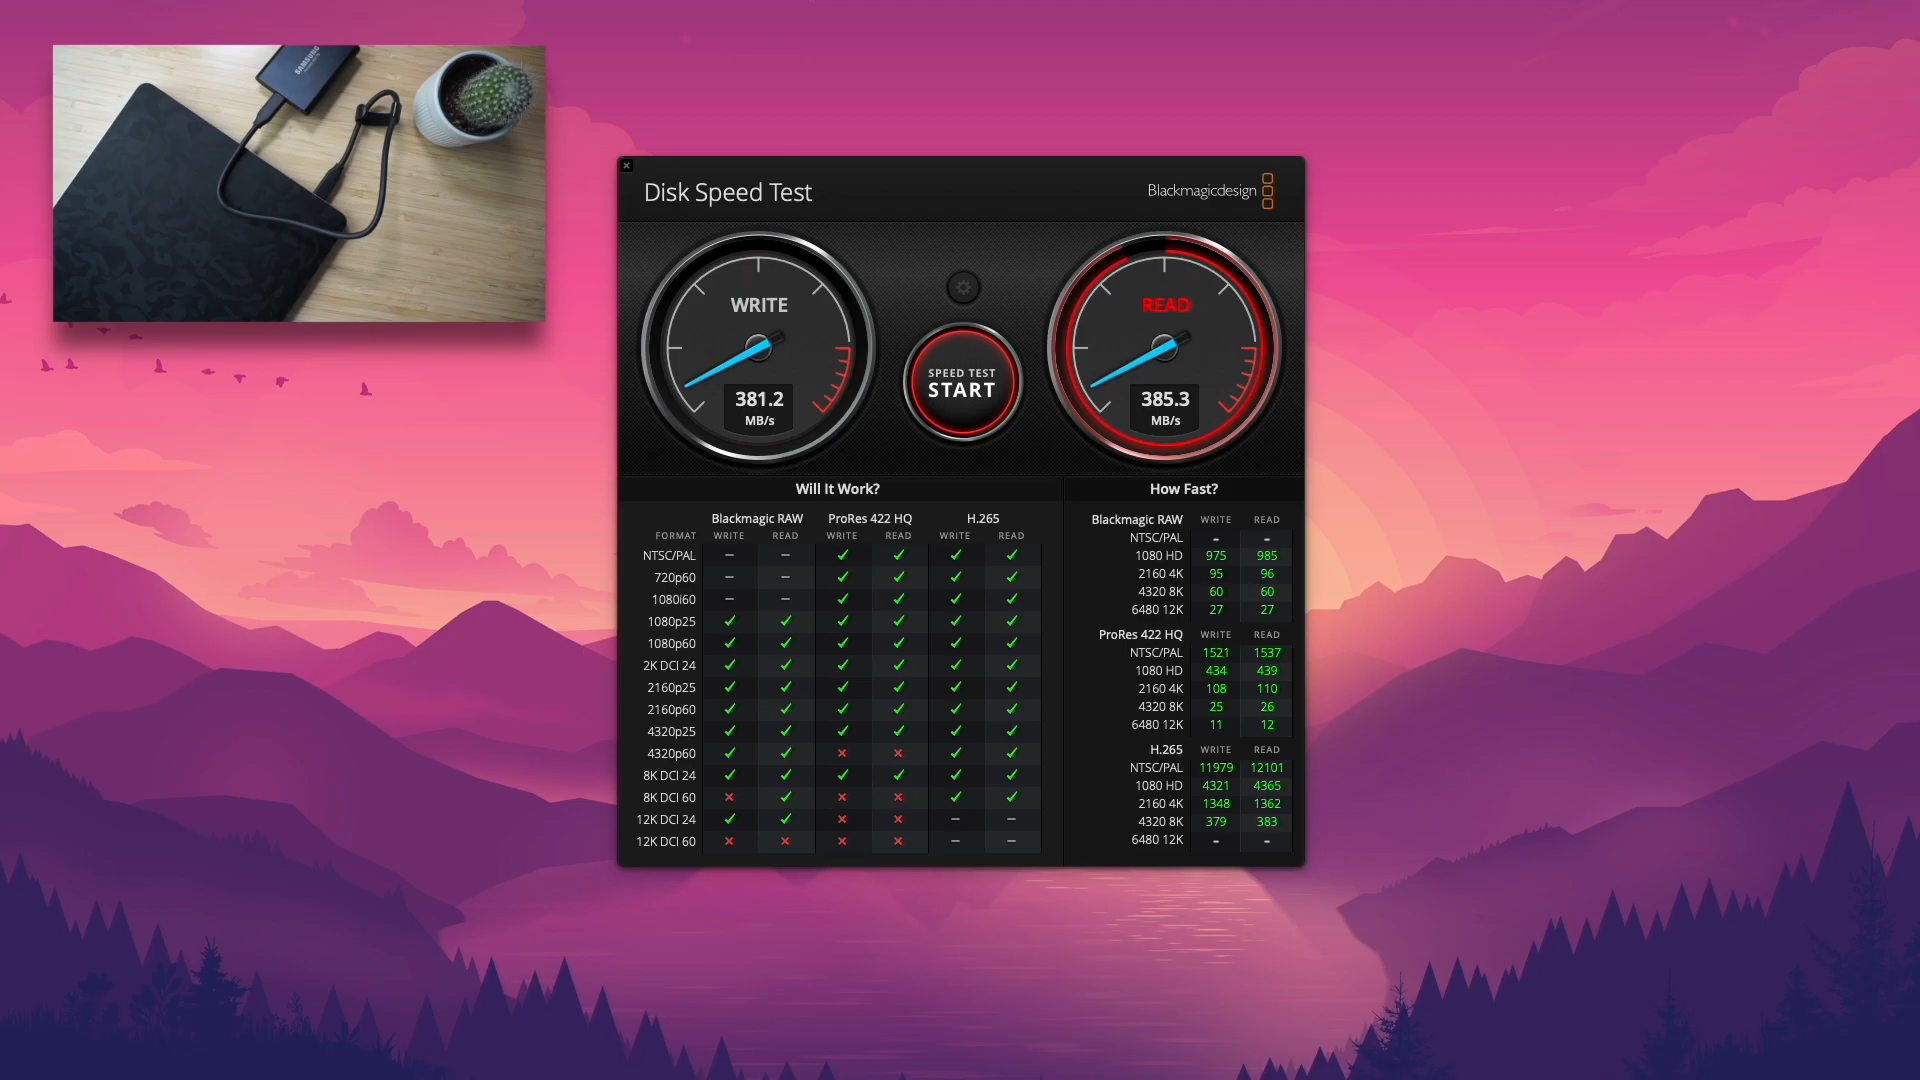 SAMSUNG
Disk Speed Test
Blackmagicdesign
WRITE
381.2
MB/s
SPEED TEST
START
READ
385.3
MB/s
Will It Work?
Blackmagic RAW ProRes 422 HQ H.265
FORMAT WRITE READ WRITE READ WRITE READ
NTSC/PAL – – ✓ ✓ ✓ ✓
720p60 – – ✓ ✓ ✓ ✓
1080i60 – – ✓ ✓ ✓ ✓
1080p25 ✓ ✓ ✓ ✓ ✓ ✓
1080p60 ✓ ✓ ✓ ✓ ✓ ✓
2K DCI 24 ✓ ✓ ✓ ✓ ✓ ✓
2160p25 ✓ ✓ ✓ ✓ ✓ ✓
2160p60 ✓ ✓ ✓ ✓ ✓ ✓
4320p25 ✓ ✓ ✓ ✓ ✓ ✓
4320p60 ✓ ✓ × × ✓ ✓
8K DCI 24 ✓ ✓ ✓ ✓ ✓ ✓
8K DCI 60 × ✓ × × ✓ ✓
12K DCI 24 ✓ ✓ × × – –
12K DCI 60 × × × × – –
How Fast?
Blackmagic RAW WRITE READ
NTSC/PAL - -
1080 HD 975 985
2160 4K 95 96
4320 8K 60 60
6480 12K 27 27
ProRes 422 HQ WRITE READ
NTSC/PAL 1521 1537
1080 HD 434 439
2160 4K 108 110
4320 8K 25 26
6480 12K 11 12
H.265 WRITE READ
NTSC/PAL 11979 12101
1080 HD 4321 4365
2160 4K 1348 1362
4320 8K 379 383
6480 12K - -